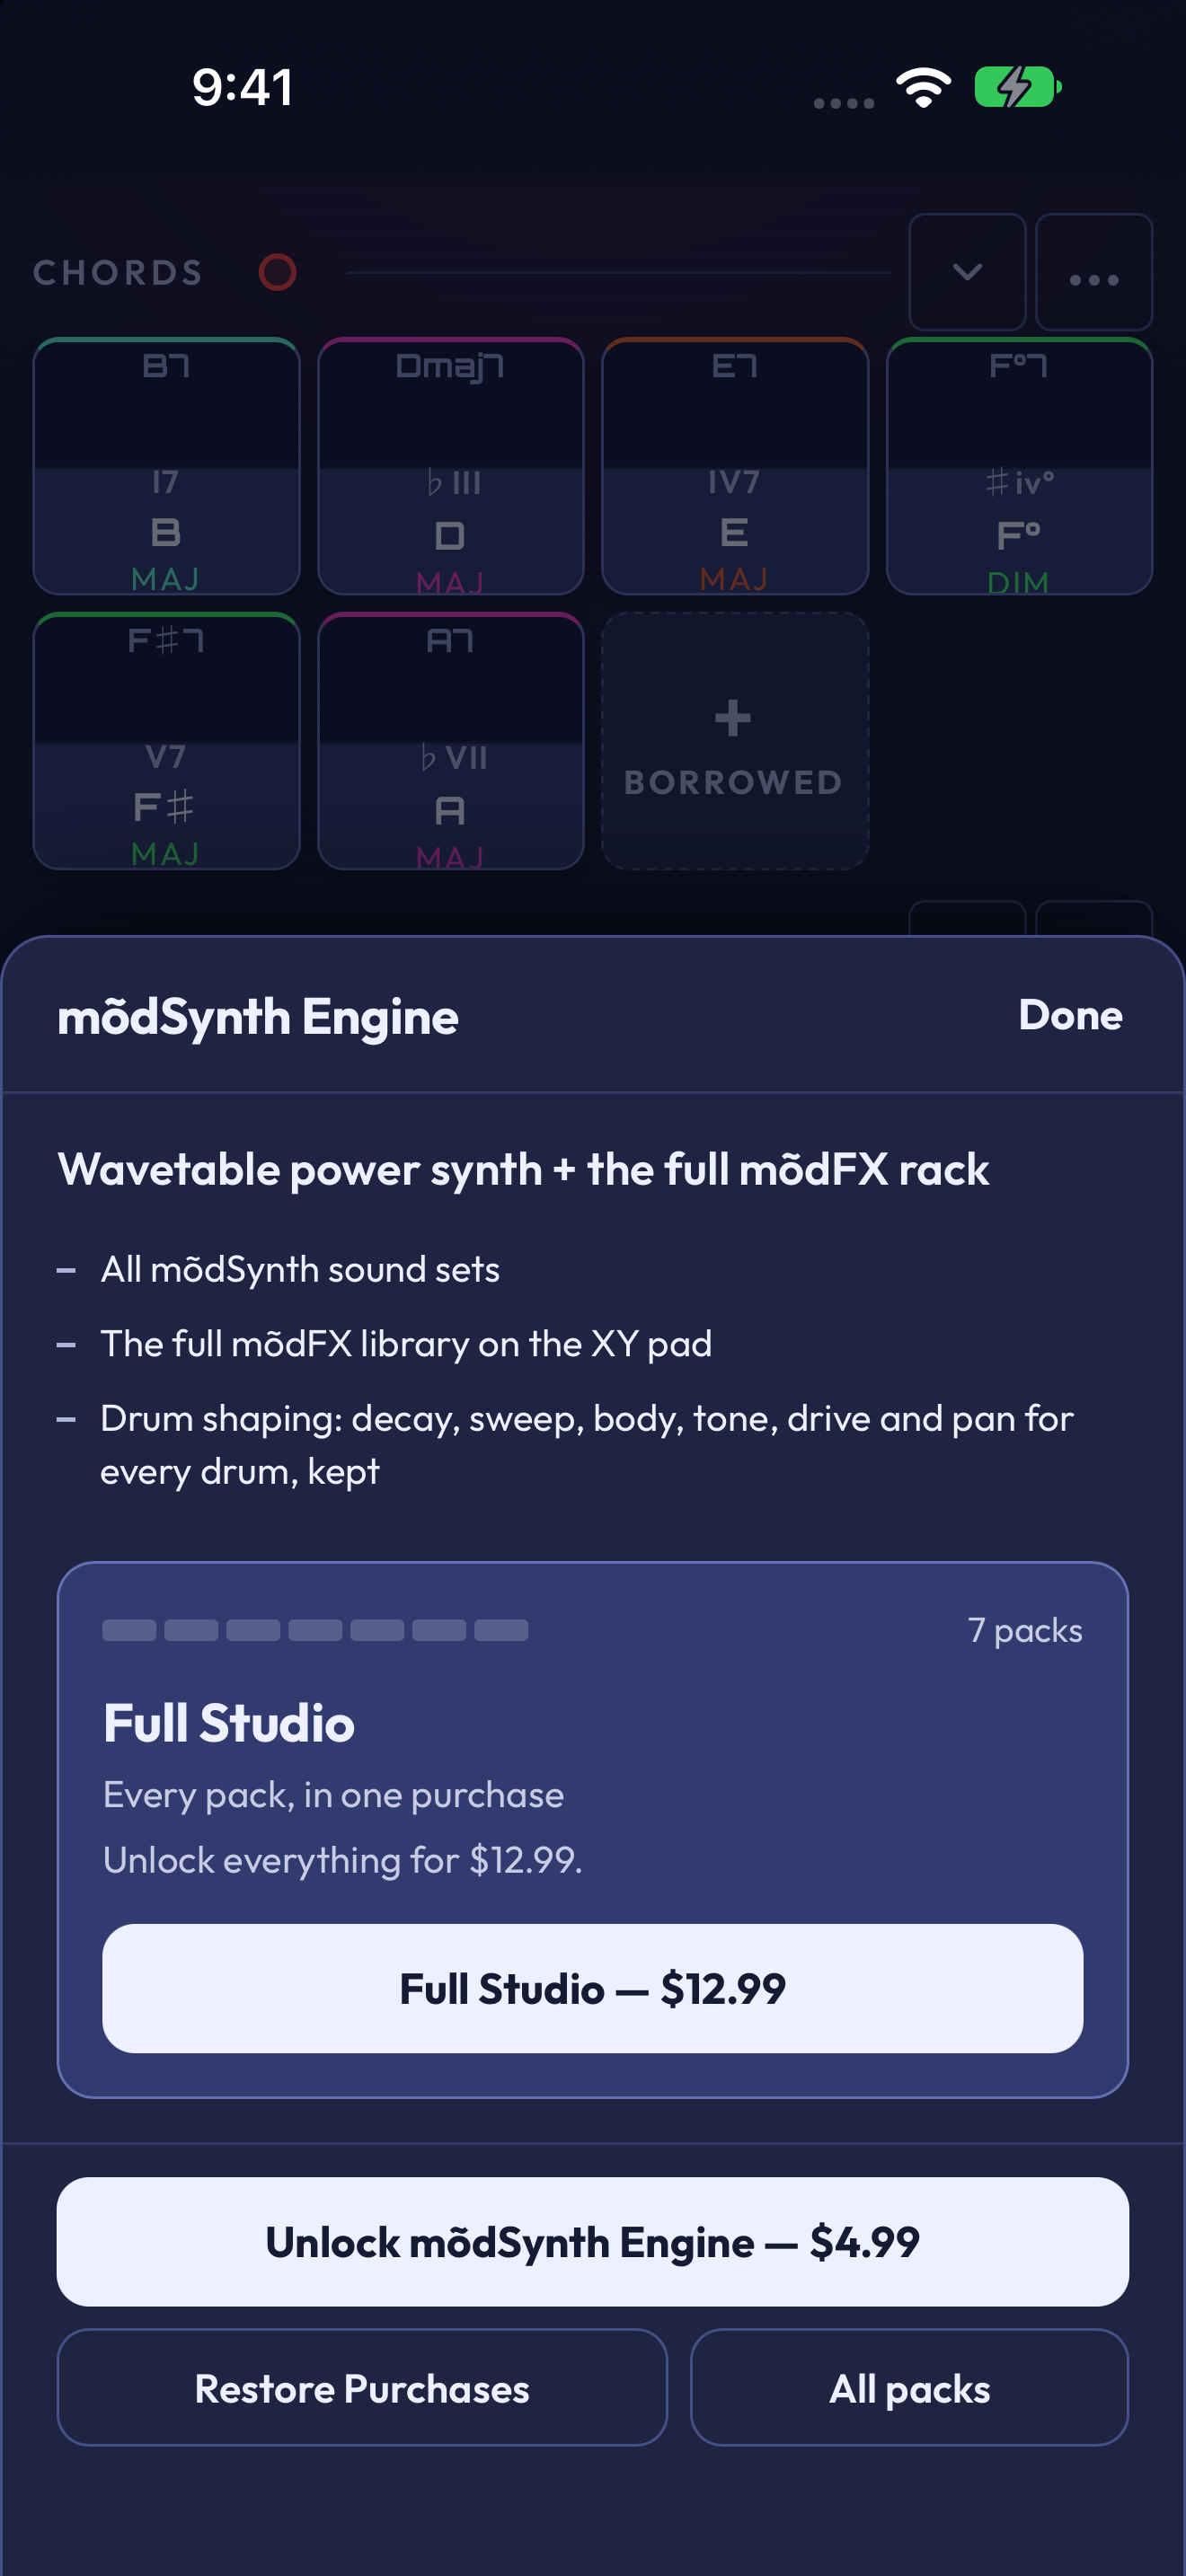 9:41
CHORDS
B7 Dmaj7 E7 F°7
I7 ♭III IV7 ♯iv°
B D E F°
MAJ MAJ MAJ DIM
F♯7 A7
V7 ♭VII
F♯ A
MAJ MAJ
+
BORROWED
mõdSynth Engine Done
Wavetable power synth + the full mõdFX rack
– All mõdSynth sound sets
– The full mõdFX library on the XY pad
– Drum shaping: decay, sweep, body, tone, drive and pan for
every drum, kept
7 packs
Full Studio
Every pack, in one purchase
Unlock everything for $12.99.
Full Studio — $12.99
Unlock mõdSynth Engine — $4.99
Restore Purchases All packs